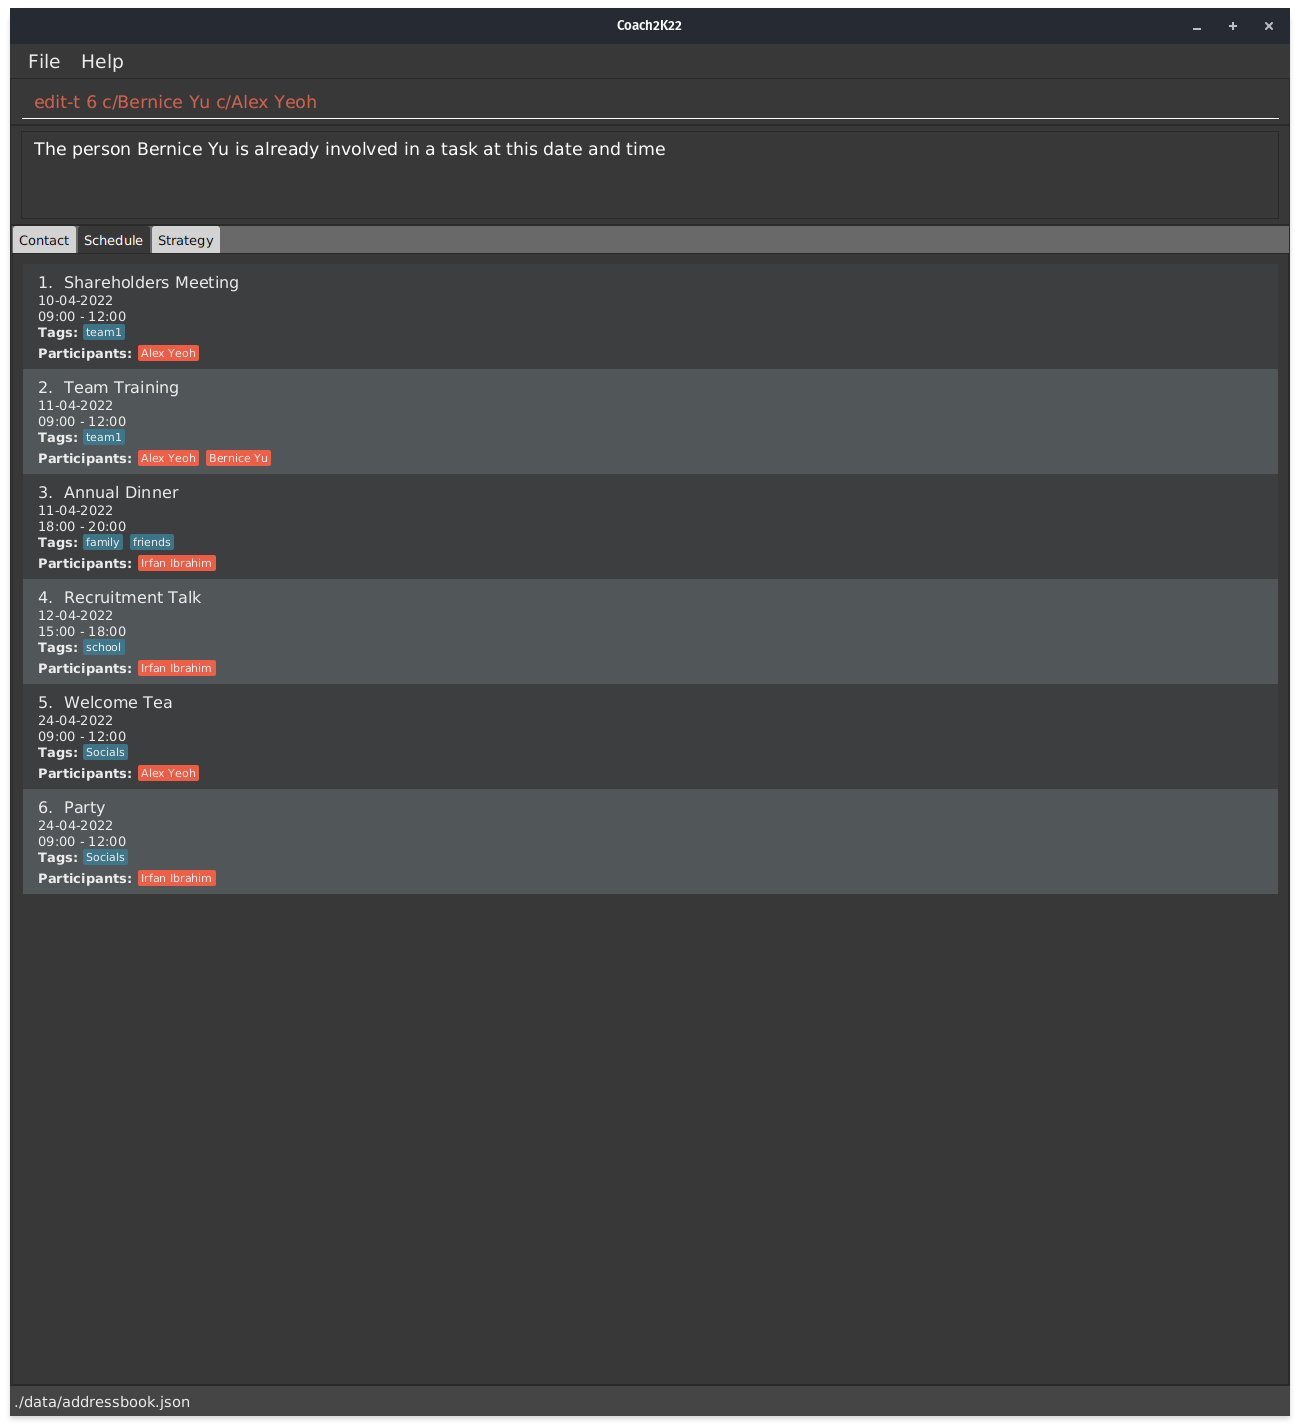 Coach2K22
File Help
edit-t 6 c/Bernice Yu c/Alex Yeoh
The person Bernice Yu is already involved in a task at this date and time
Contact Schedule Strategy
1. Shareholders Meeting
10-04-2022
09:00 - 12:00
Tags: team1
Participants: Alex Yeoh
2. Team Training
11-04-2022
09:00 - 12:00
Tags: team1
Participants: Alex Yeoh Bernice Yu
3. Annual Dinner
11-04-2022
18:00 - 20:00
Tags: family friends
Participants: Irfan Ibrahim
4. Recruitment Talk
12-04-2022
15:00 - 18:00
Tags: school
Participants: Irfan Ibrahim
5. Welcome Tea
24-04-2022
09:00 - 12:00
Tags: Socials
Participants: Alex Yeoh
6. Party
24-04-2022
09:00 - 12:00
Tags: Socials
Participants: Irfan Ibrahim
./data/addressbook.json